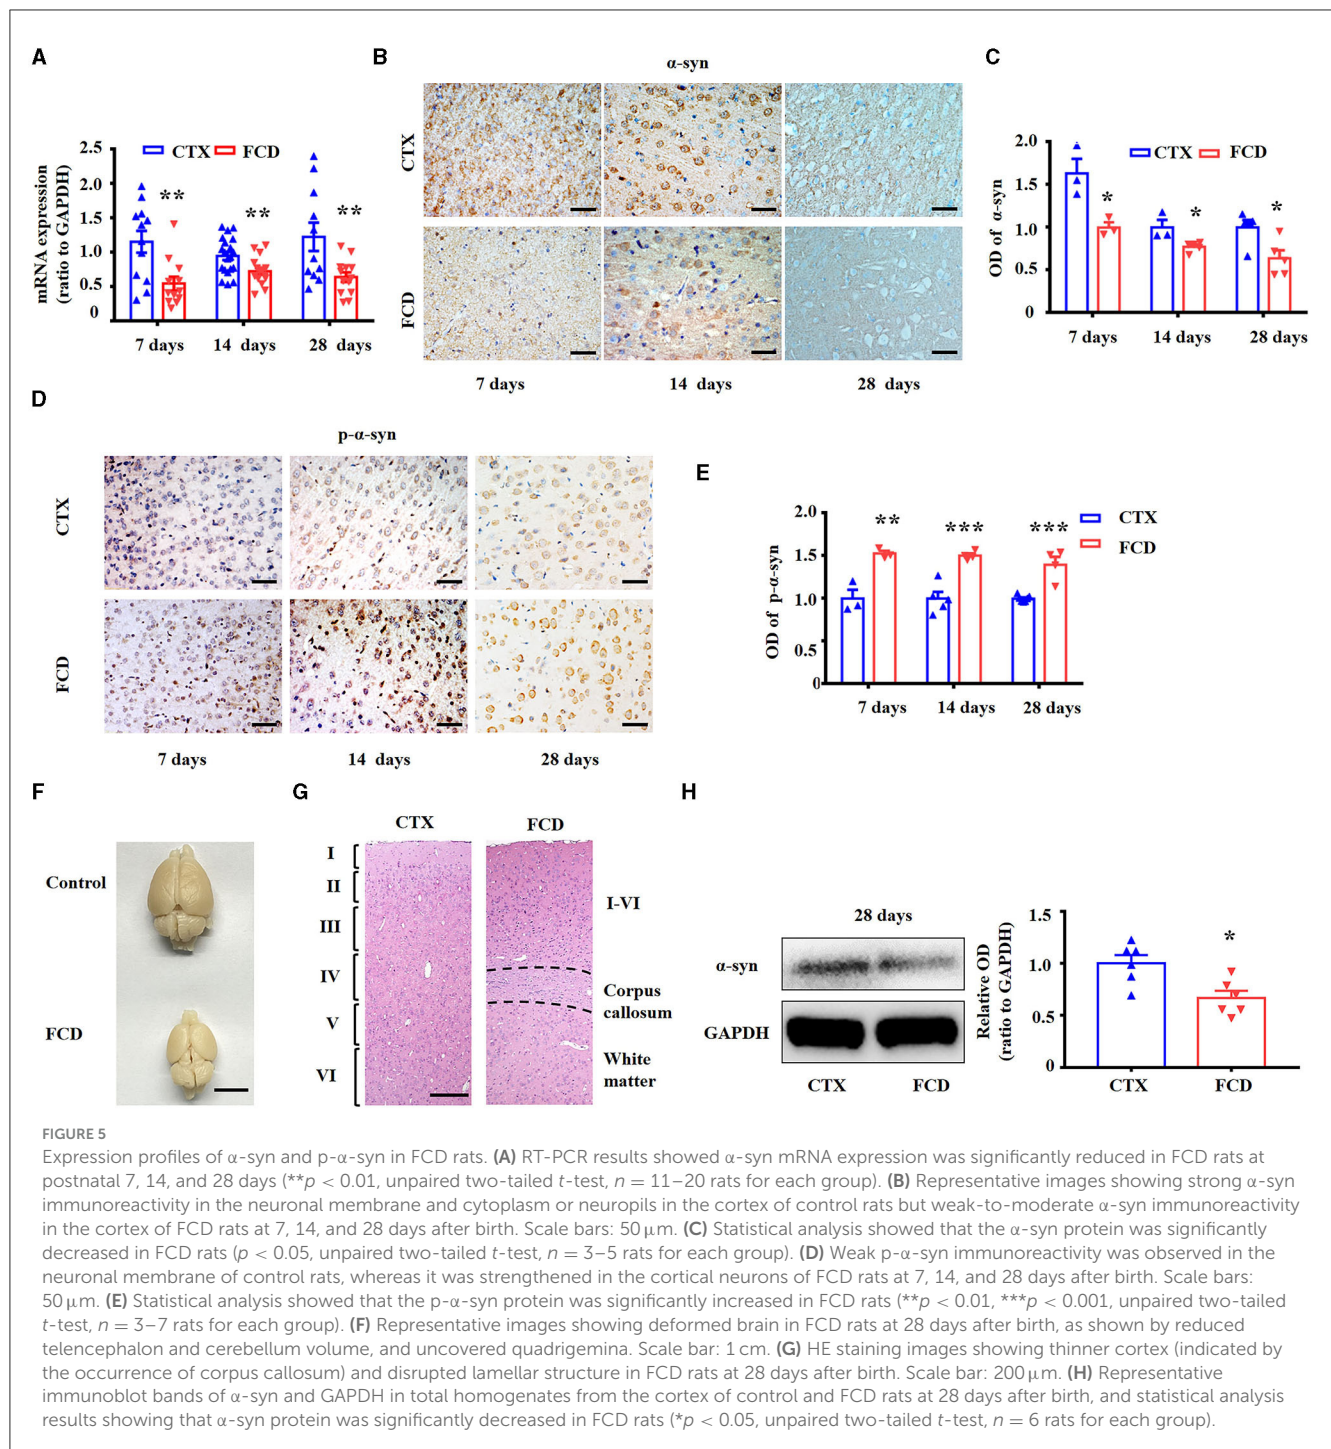 A
mRNA expression
(ratio to GAPDH)
2.5
2.0
1.5
1.0
0.5
0
CTX FCD
** ** **
7 days 14 days 28 days
B
α-syn
CTX
FCD
7 days 14 days 28 days
C
OD of α-syn
2.0
1.5
1.0
0.5
0
CTX FCD
* * *
7 days 14 days 28 days
D
p-α-syn
CTX
FCD
7 days 14 days 28 days
E
OD of p-α-syn
2.0
1.5
1.0
0.5
0
** *** ***
CTX
FCD
7 days 14 days 28 days
F
Control
FCD
G
CTX FCD
I
II
III
IV
V
VI
I-VI
Corpus
callosum
White
matter
H
28 days
α-syn
GAPDH
CTX FCD
Relative OD
(ratio to GAPDH)
1.5
1.0
0.5
0
*
CTX FCD
FIGURE 5
Expression profiles of α-syn and p-α-syn in FCD rats. (A) RT-PCR results showed α-syn mRNA expression was significantly reduced in FCD rats at
postnatal 7, 14, and 28 days (**p < 0.01, unpaired two-tailed t-test, n = 11–20 rats for each group). (B) Representative images showing strong α-syn
immunoreactivity in the neuronal membrane and cytoplasm or neuropils in the cortex of control rats but weak-to-moderate α-syn immunoreactivity
in the cortex of FCD rats at 7, 14, and 28 days after birth. Scale bars: 50 μm. (C) Statistical analysis showed that the α-syn protein was significantly
decreased in FCD rats (p < 0.05, unpaired two-tailed t-test, n = 3–5 rats for each group). (D) Weak p-α-syn immunoreactivity was observed in the
neuronal membrane of control rats, whereas it was strengthened in the cortical neurons of FCD rats at 7, 14, and 28 days after birth. Scale bars:
50 μm. (E) Statistical analysis showed that the p-α-syn protein was significantly increased in FCD rats (**p < 0.01, ***p < 0.001, unpaired two-tailed
t-test, n = 3–7 rats for each group). (F) Representative images showing deformed brain in FCD rats at 28 days after birth, as shown by reduced
telencephalon and cerebellum volume, and uncovered quadrigemina. Scale bar: 1 cm. (G) HE staining images showing thinner cortex (indicated by
the occurrence of corpus callosum) and disrupted lamellar structure in FCD rats at 28 days after birth. Scale bar: 200 μm. (H) Representative
immunoblot bands of α-syn and GAPDH in total homogenates from the cortex of control and FCD rats at 28 days after birth, and statistical analysis
results showing that α-syn protein was significantly decreased in FCD rats (*p < 0.05, unpaired two-tailed t-test, n = 6 rats for each group).